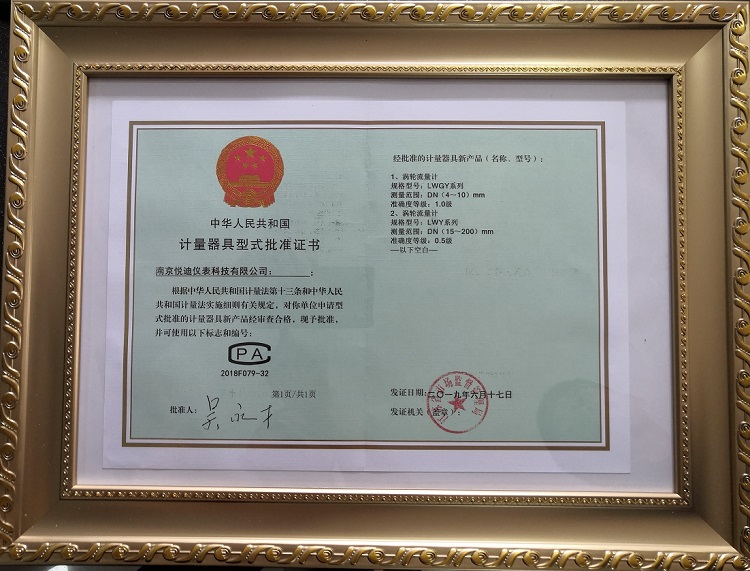 中华人民共和国
计量器具型式批准证书
南京悦迪仪表科技有限公司：
：
根据中华人民共和国计量法第十三条和中华人民
共和国计量法实施细则有关规定，对你单位申请型
式批准的计量器具新产品经审查合格，现予批准，
并可使用以下标志和编号：
CPA
2018F079-32
第1页/共1页
批准人：
经批准的计量器具新产品（名称、型号）：
1、涡轮流量计
规格型号：LWGY系列
测量范围：DN（4～10）mm
准确度等级：1.0级
2、涡轮流量计
规格型号：LWY系列
测量范围：DN（15～200）mm
准确度等级：0.5级
—以下空白—
发证日期：二〇一九年六月十七日
发证机关（盖章）：
市场监督管理局